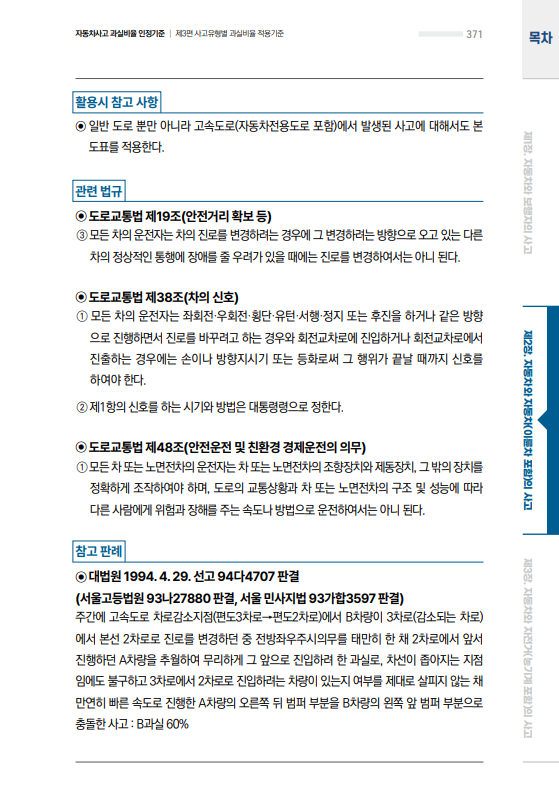 자동차사고 과실비율 인정기준 | 제3편 사고유형별 과실비율 적용기준
371
목차
활용시 참고 사항
◉ 일반 도로 뿐만 아니라 고속도로(자동차전용도로 포함)에서 발생된 사고에 대해서도 본
도표를 적용한다.
관련 법규
◉ 도로교통법 제19조(안전거리 확보 등)
③ 모든 차의 운전자는 차의 진로를 변경하려는 경우에 그 변경하려는 방향으로 오고 있는 다른
차의 정상적인 통행에 장애를 줄 우려가 있을 때에는 진로를 변경하여서는 아니 된다.
◉ 도로교통법 제38조(차의 신호)
① 모든 차의 운전자는 좌회전·우회전·횡단·유턴·서행·정지 또는 후진을 하거나 같은 방향
으로 진행하면서 진로를 바꾸려고 하는 경우와 회전교차로에 진입하거나 회전교차로에서
진출하는 경우에는 손이나 방향지시기 또는 등화로써 그 행위가 끝날 때까지 신호를
하여야 한다.
② 제1항의 신호를 하는 시기와 방법은 대통령령으로 정한다.
◉ 도로교통법 제48조(안전운전 및 친환경 경제운전의 의무)
① 모든 차 또는 노면전차의 운전자는 차 또는 노면전차의 조향장치와 제동장치, 그 밖의 장치를
정확하게 조작하여야 하며, 도로의 교통상황과 차 또는 노면전차의 구조 및 성능에 따라
다른 사람에게 위험과 장해를 주는 속도나 방법으로 운전하여서는 아니 된다.
참고 판례
◉ 대법원 1994. 4. 29. 선고 94다4707 판결
(서울고등법원 93나27880 판결, 서울 민사지법 93가합3597 판결)
주간에 고속도로 차로감소지점(편도3차로→편도2차로)에서 B차량이 3차로(감소되는 차로)
에서 본선 2차로로 진로를 변경하던 중 전방좌우주시의무를 태만히 한 채 2차로에서 앞서
진행하던 A차량을 추월하여 무리하게 그 앞으로 진입하려 한 과실로, 차선이 좁아지는 지점
임에도 불구하고 3차로에서 2차로로 진입하려는 차량이 있는지 여부를 제대로 살피지 않는 채
만연히 빠른 속도로 진행한 A차량의 오른쪽 뒤 범퍼 부분을 B차량의 왼쪽 앞 범퍼 부분으로
충돌한 사고 : B과실 60%
제1장. 자동차와 보행자의 사고
제2장. 자동차와 자동차(이륜차 포함)의 사고
제3장. 자동차와 자전거(농기계 포함)의 사고